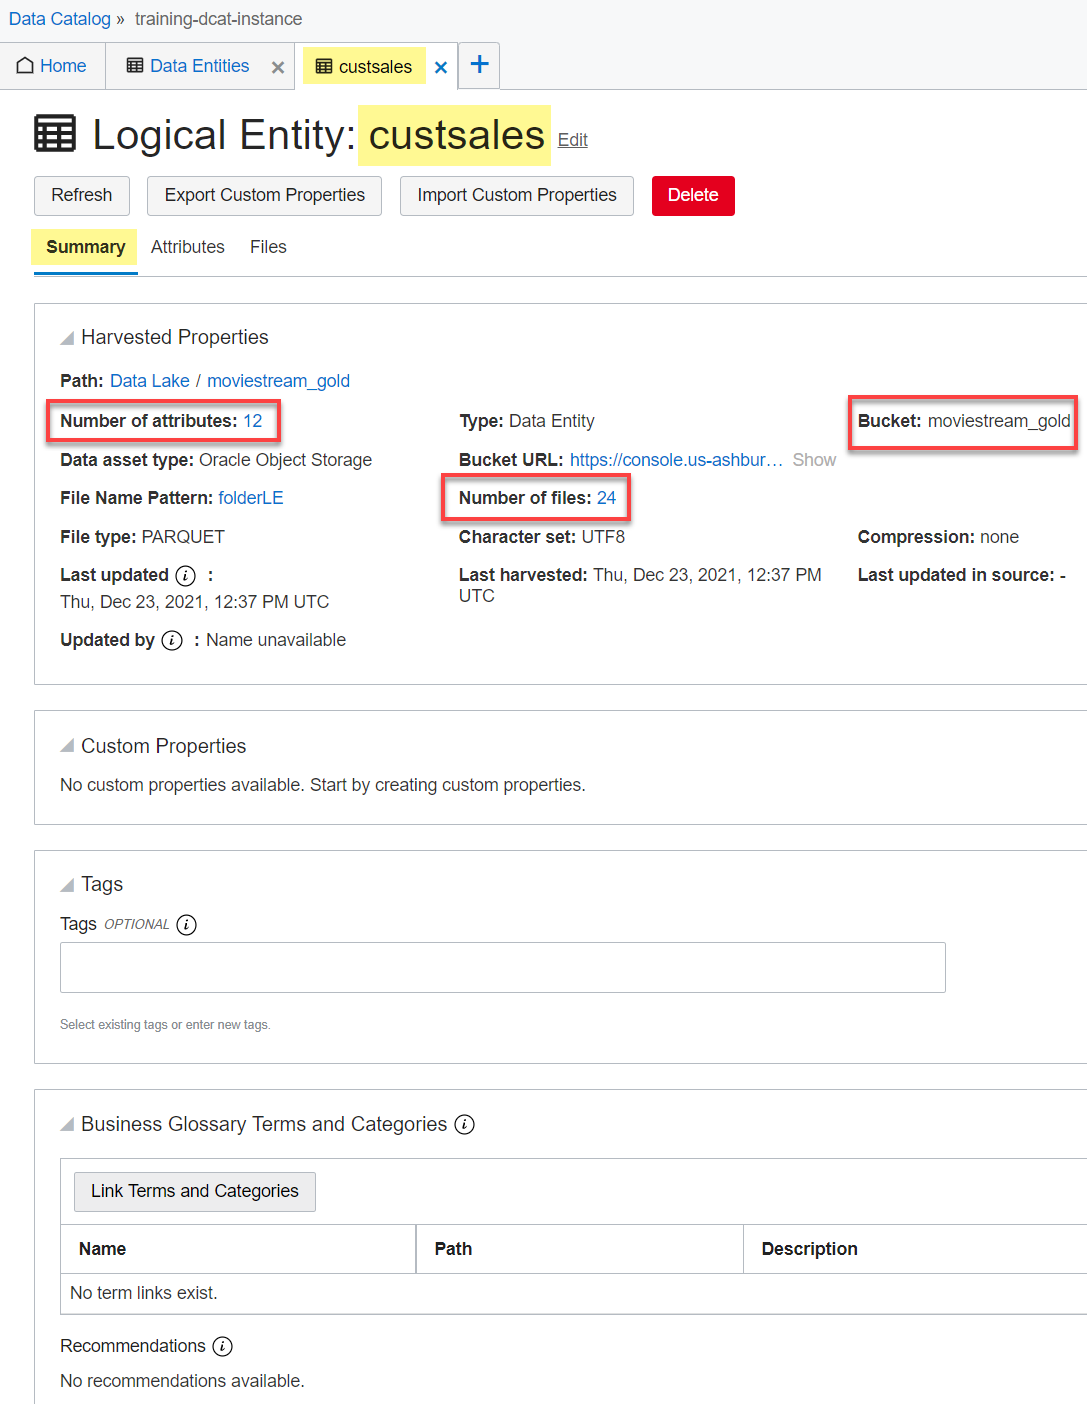 Data Catalog » training-dcat-instance
Home Data Entities × custsales × +
Logical Entity: custsales Edit
Refresh Export Custom Properties Import Custom Properties Delete
Summary Attributes Files
Harvested Properties
Path: Data Lake / moviestream_gold
Number of attributes: 12 Type: Data Entity Bucket: moviestream_gold
Data asset type: Oracle Object Storage Bucket URL: https://console.us-ashbur… Show
File Name Pattern: folderLE Number of files: 24
File type: PARQUET Character set: UTF8 Compression: none
Last updated i : Last harvested: Thu, Dec 23, 2021, 12:37 PM Last updated in source: -
Thu, Dec 23, 2021, 12:37 PM UTC UTC
Updated by i : Name unavailable
Custom Properties
No custom properties available. Start by creating custom properties.
Tags
Tags OPTIONAL i
Select existing tags or enter new tags.
Business Glossary Terms and Categories i
Link Terms and Categories
Name Path Description
No term links exist.
Recommendations i
No recommendations available.